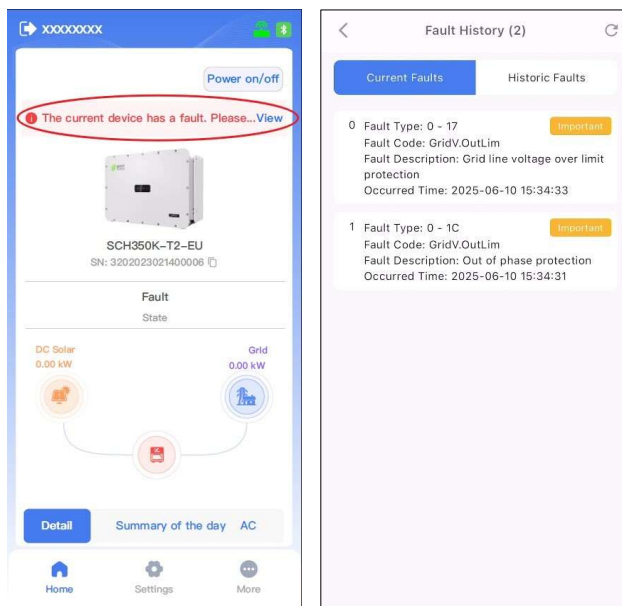 xxxxxxxx
Power on/off
The current device has a fault. Please...View
SCH350K-T2-EU
SN: 3202023021400006
Fault
State
DC Solar
0.00 kW
Grid
0.00 kW
Detail
Summary of the day
AC
Home
Settings
More
Fault History (2)
Current Faults
Historic Faults
0 Fault Type: 0 - 17
Important
Fault Code: GridV.OutLim
Fault Description: Grid line voltage over limit
protection
Occurred Time: 2025-06-10 15:34:33
1 Fault Type: 0 - 1C
Important
Fault Code: GridV.OutLim
Fault Description: Out of phase protection
Occurred Time: 2025-06-10 15:34:31